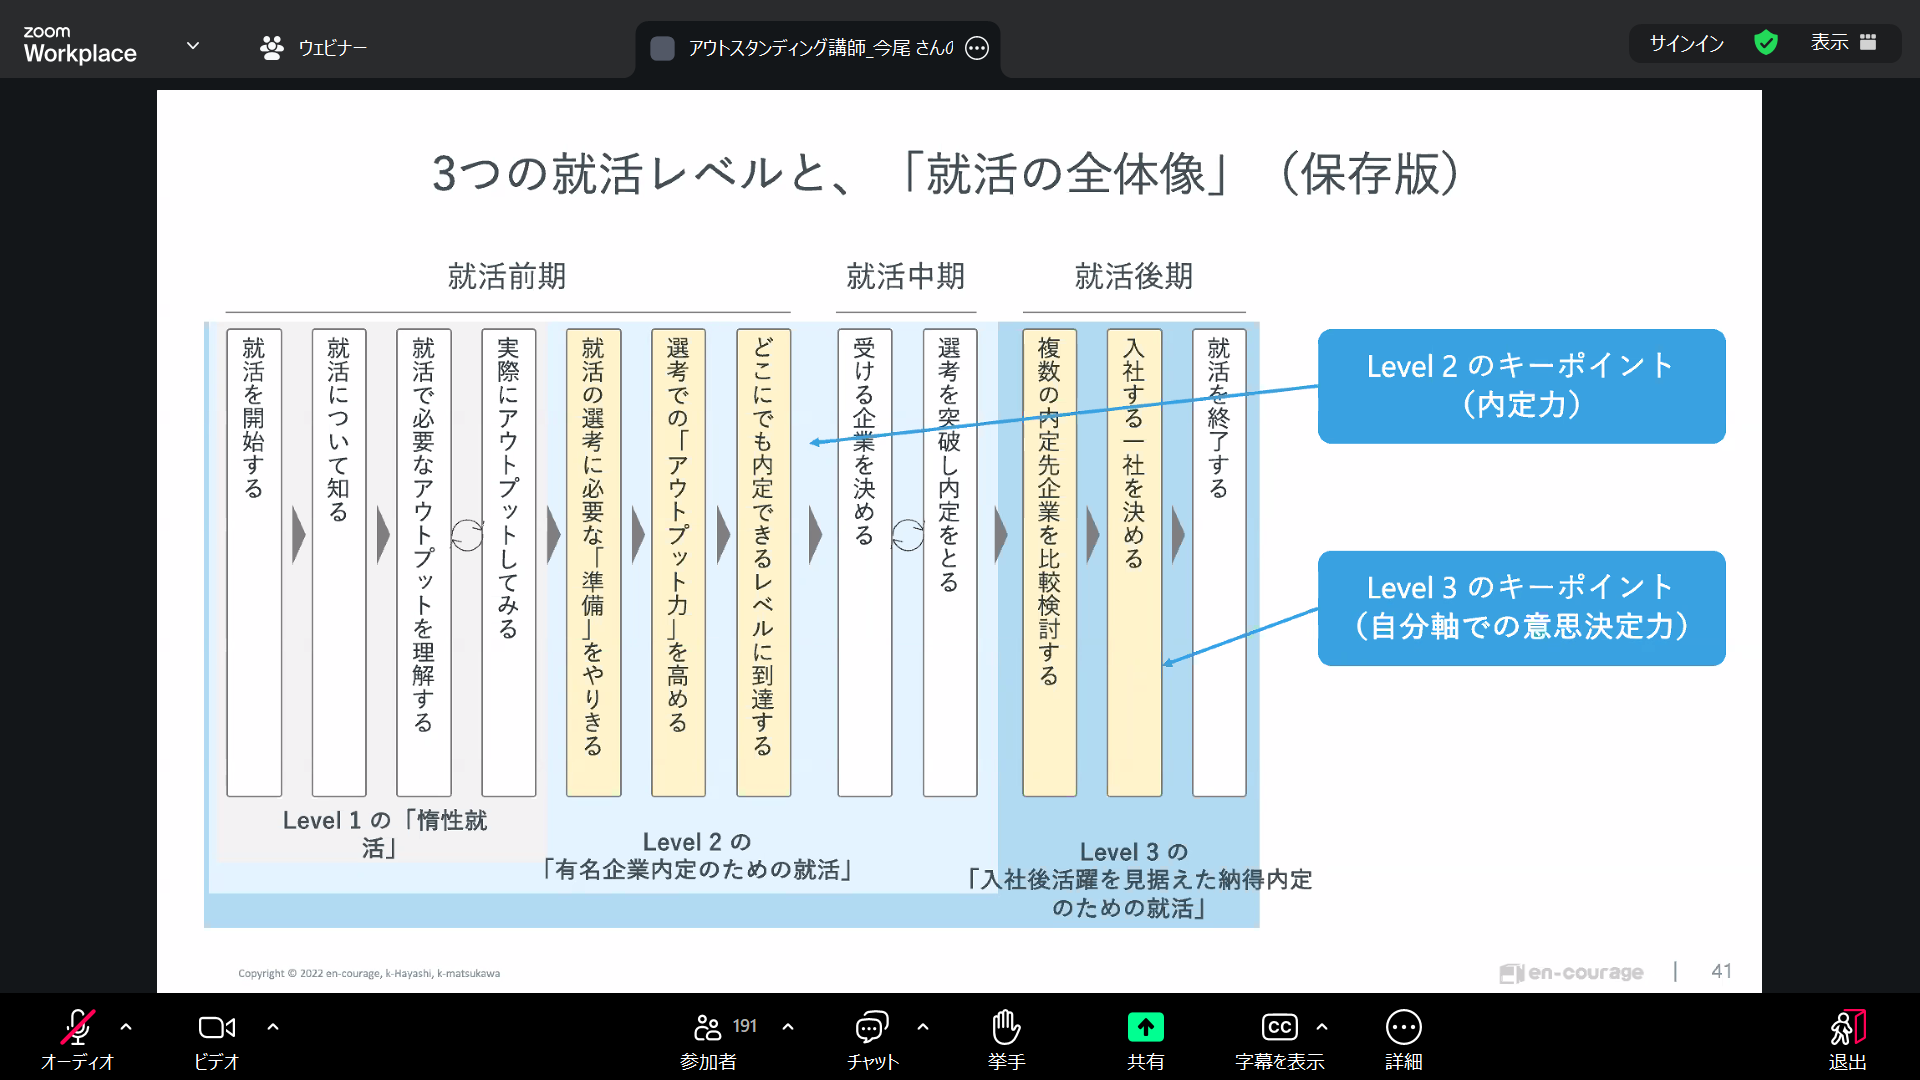 zoom
Workplace
ウェビナー
アウトスタンディング講師_今尾 さんの
サインイン
表示
3つの就活レベルと、「就活の全体像」（保存版）
就活前期
就活中期
就活後期
就活を開始する
就活について知る
就活で必要なアウトプットを理解する
実際にアウトプットしてみる
就活の選考に必要な「準備」をやりきる
選考での「アウトプット力」を高める
どこにでも内定できるレベルに到達する
受ける企業を決める
選考を突破し内定をとる
複数の内定先企業を比較検討する
入社する一社を決める
就活を終了する
Level 2 のキーポイント
（内定力）
Level 3 のキーポイント
（自分軸での意思決定力）
Level 1 の「惰性就
活」
Level 2 の
「有名企業内定のための就活」
Level 3 の
「入社後活躍を見据えた納得内定
のための就活」
Copyright © 2022 en-courage, k-Hayashi, k-matsukawa
en-courage | 41
オーディオ
ビデオ
191
参加者
チャット
挙手
共有
CC
字幕を表示
詳細
退出